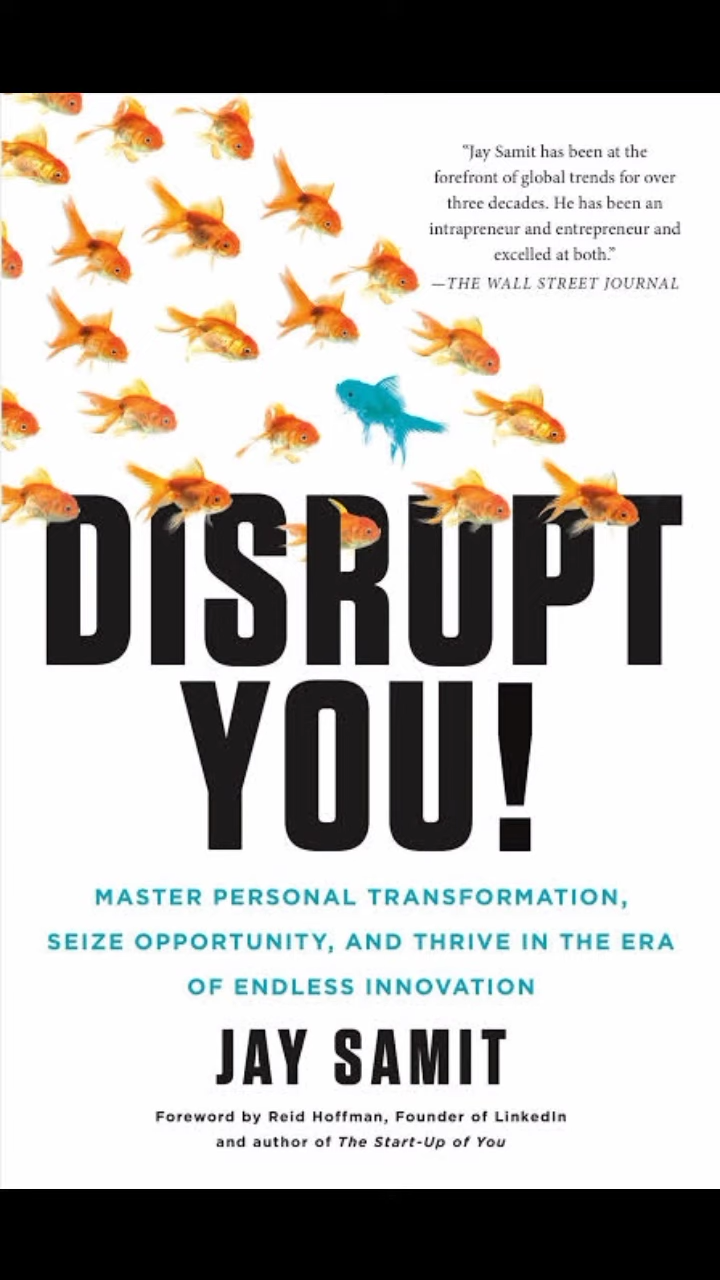 "Jay Samit has been at the
forefront of global trends for over
three decades. He has been an
intrapreneur and entrepreneur and
excelled at both."
—THE WALL STREET JOURNAL
DISRUPT
YOU!
MASTER PERSONAL TRANSFORMATION,
SEIZE OPPORTUNITY, AND THRIVE IN THE ERA
OF ENDLESS INNOVATION
JAY SAMIT
Foreword by Reid Hoffman, Founder of LinkedIn
and author of The Start-Up of You